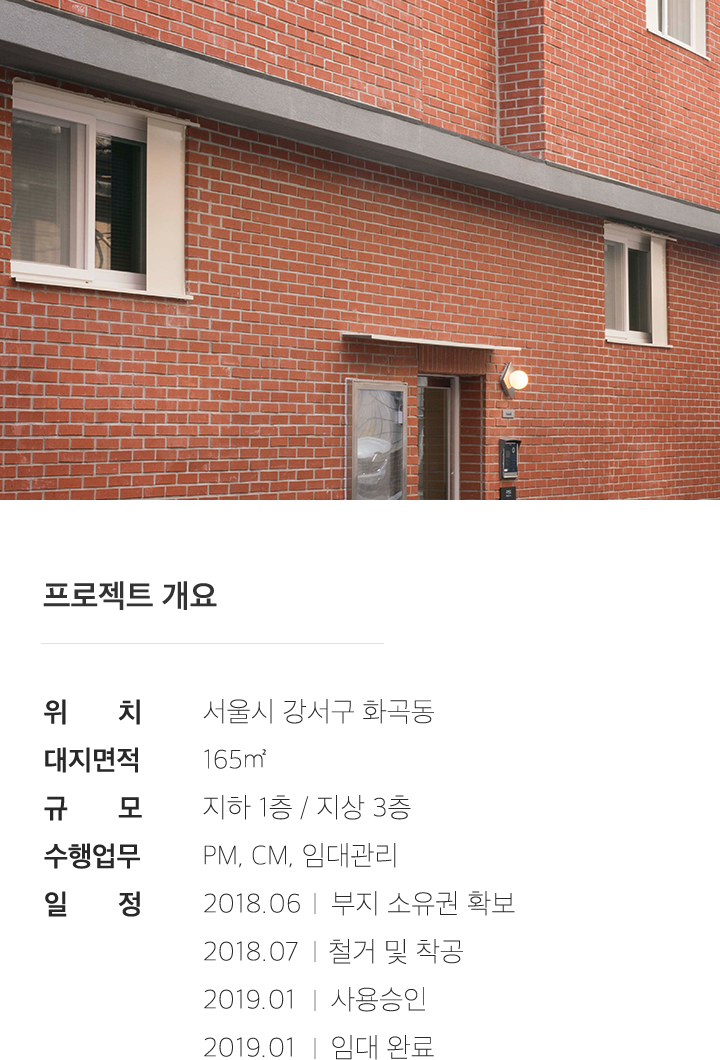 프로젝트 개요
위 치 서울시 강서구 화곡동
대지면적 165㎡
규 모 지하 1층 / 지상 3층
수행업무 PM, CM, 임대관리
일 정 2018.06 | 부지 소유권 확보
2018.07 | 철거 및 착공
2019.01 | 사용승인
2019.01 | 임대 완료